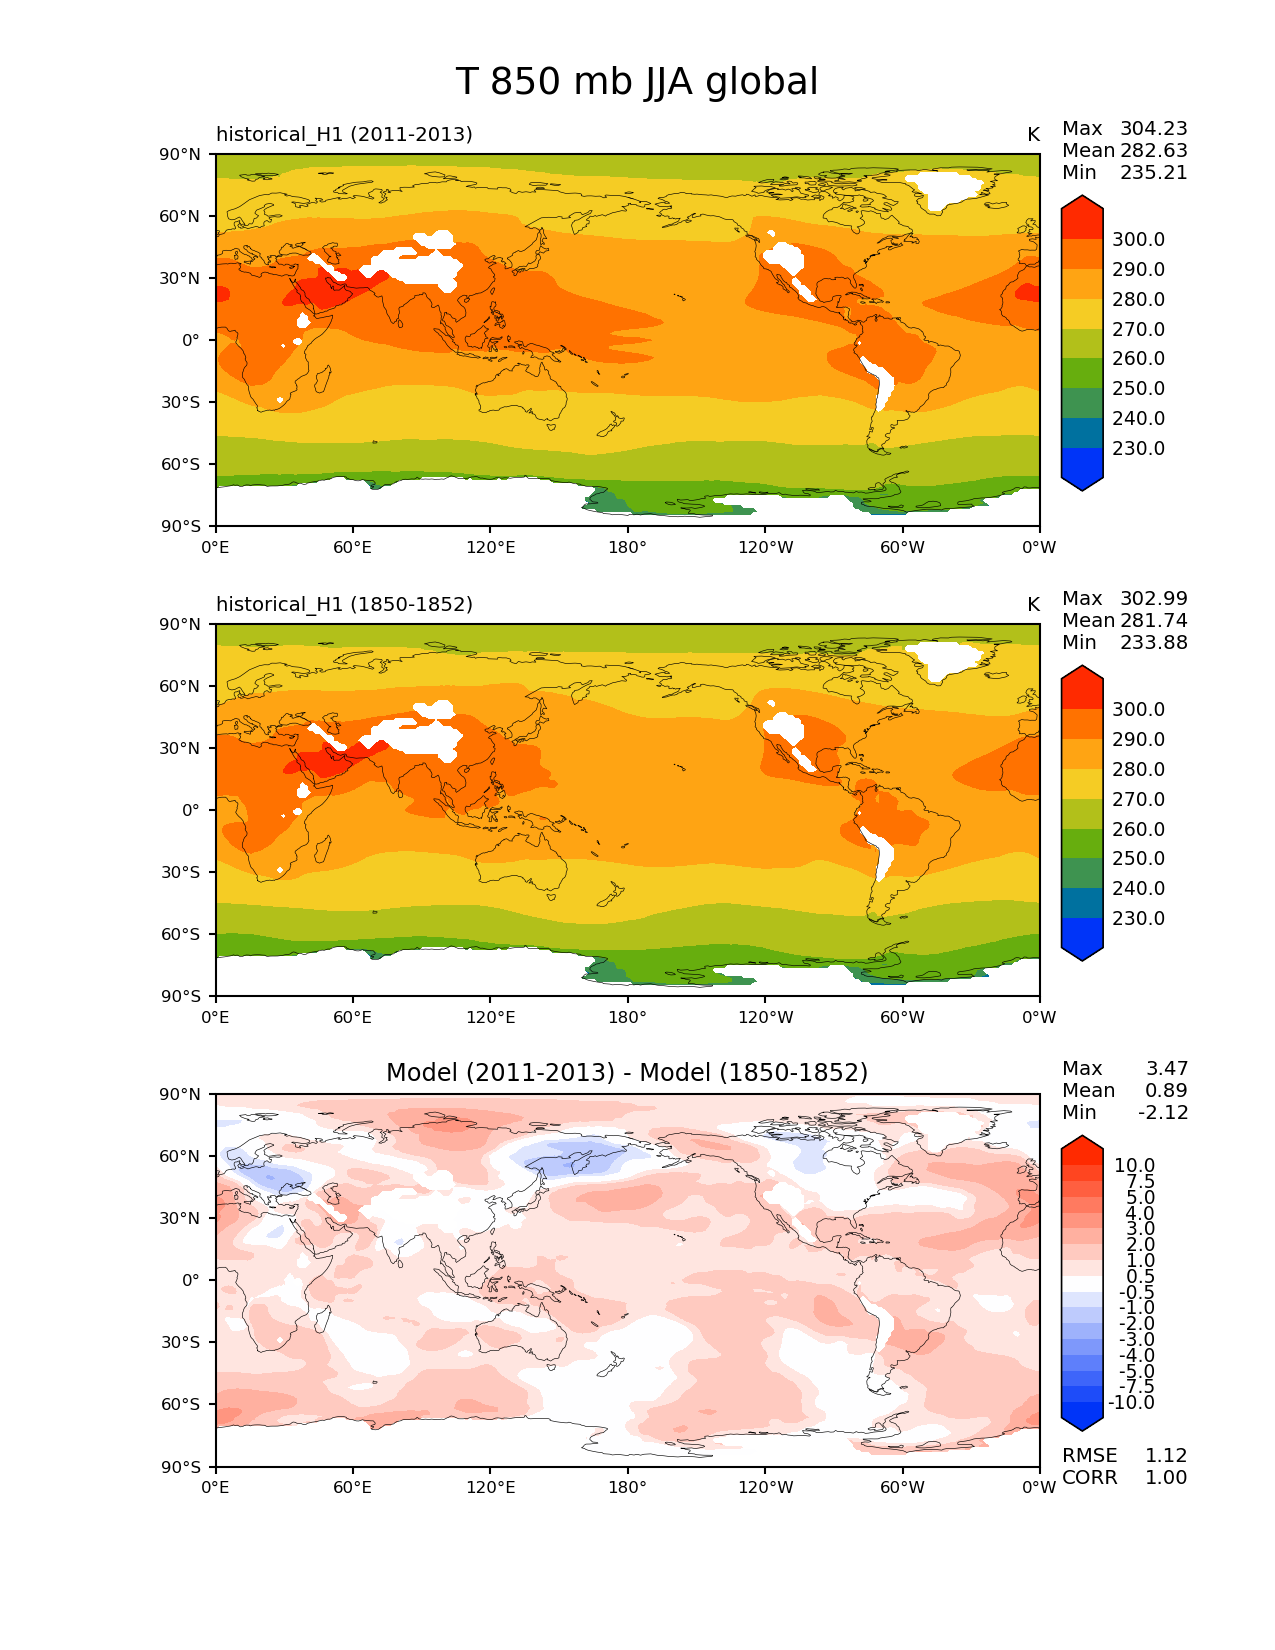 T 850 mb JJA global
historical_H1 (2011-2013)
K
Max 304.23
Mean 282.63
Min 235.21
90°N
60°N
30°N
0°
30°S
60°S
90°S
0°E 60°E 120°E 180° 120°W 60°W 0°W
300.0
290.0
280.0
270.0
260.0
250.0
240.0
230.0
historical_H1 (1850-1852)
K
Max 302.99
Mean 281.74
Min 233.88
90°N
60°N
30°N
0°
30°S
60°S
90°S
0°E 60°E 120°E 180° 120°W 60°W 0°W
300.0
290.0
280.0
270.0
260.0
250.0
240.0
230.0
Model (2011-2013) - Model (1850-1852)
Max 3.47
Mean 0.89
Min -2.12
90°N
60°N
30°N
0°
30°S
60°S
90°S
0°E 60°E 120°E 180° 120°W 60°W 0°W
10.0
7.5
5.0
4.0
3.0
2.0
1.0
0.5
-0.5
-1.0
-2.0
-3.0
-4.0
-5.0
-7.5
-10.0
RMSE 1.12
CORR 1.00